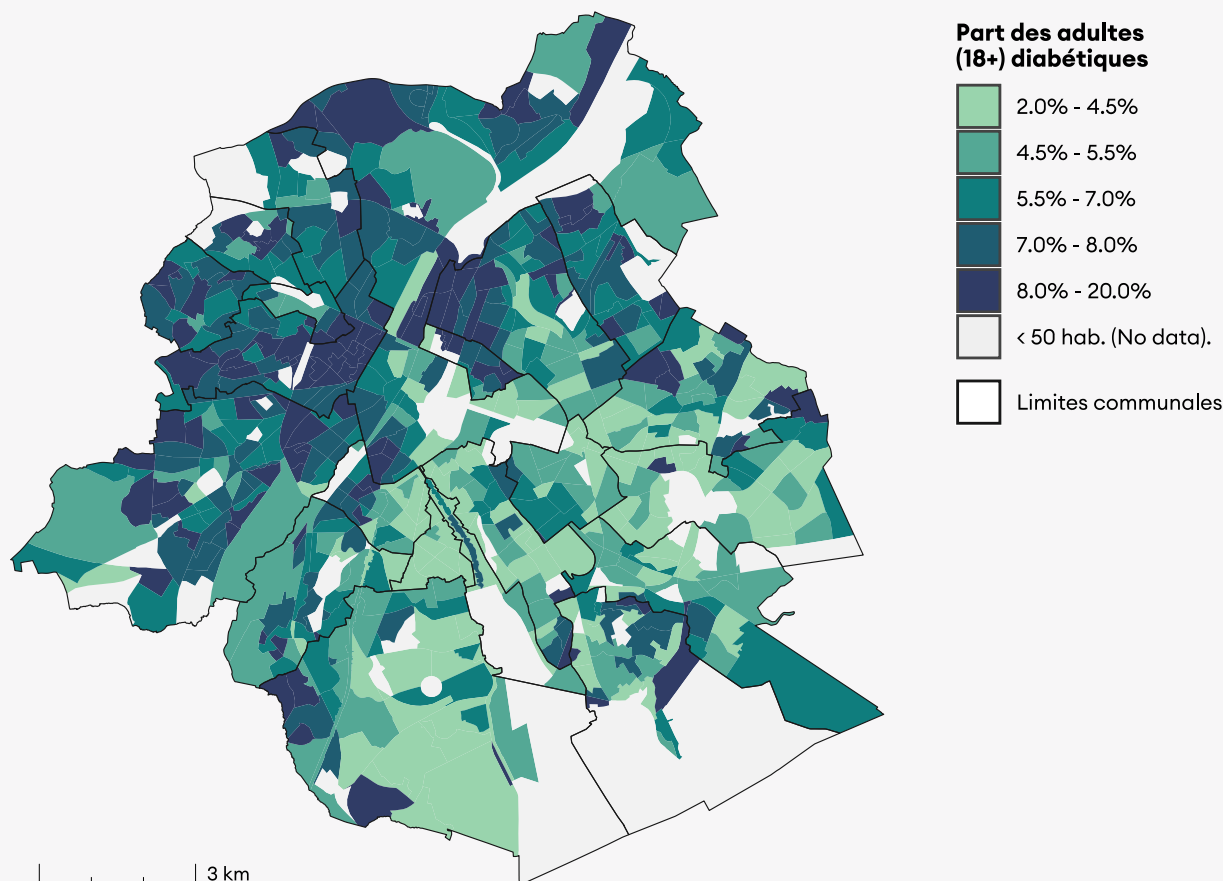 Part des adultes
(18+) diabétiques
2.0% - 4.5%
4.5% - 5.5%
5.5% - 7.0%
7.0% - 8.0%
8.0% - 20.0%
< 50 hab. (No data).
Limites communales
3 km